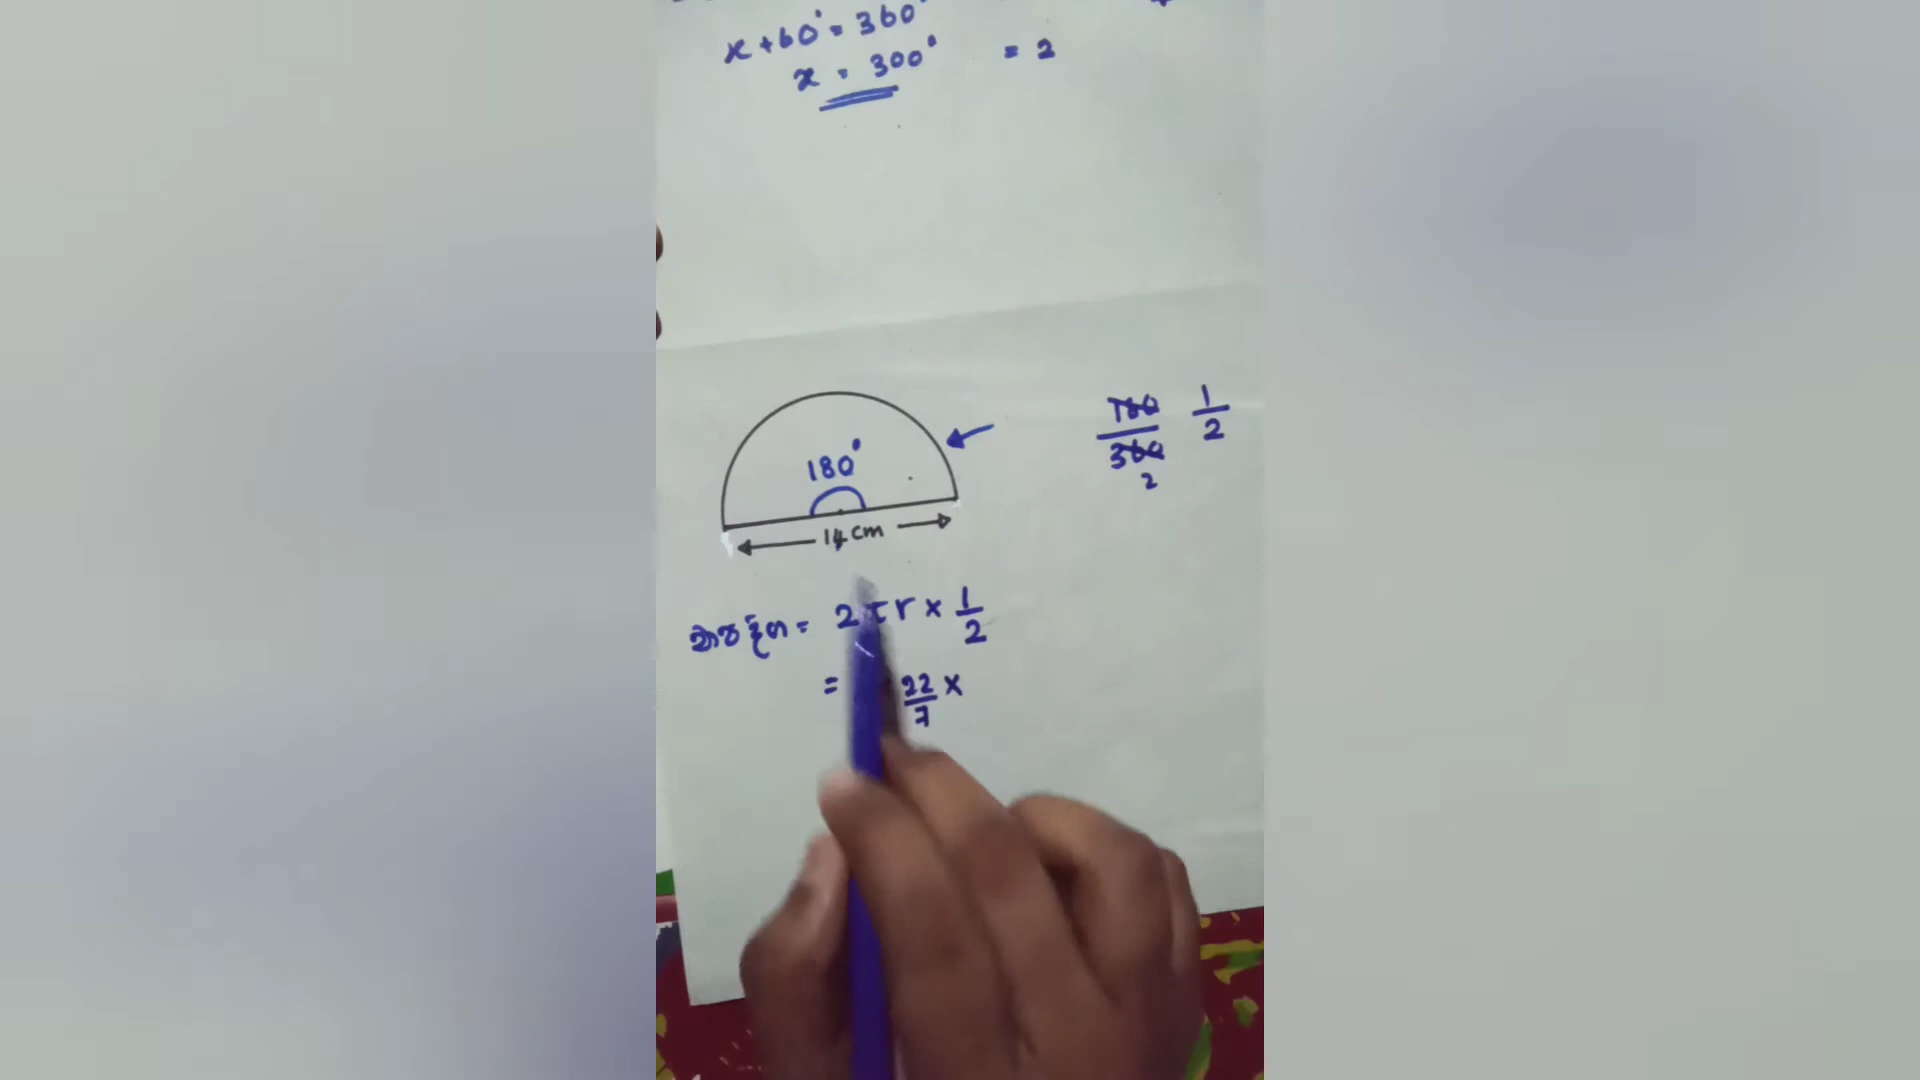 x + 60° = 360°
x = 300°
= 2
180°
14 cm
180/360 1/2
2
චාප දිග = 2πr × 1/2
= 22/7 ×